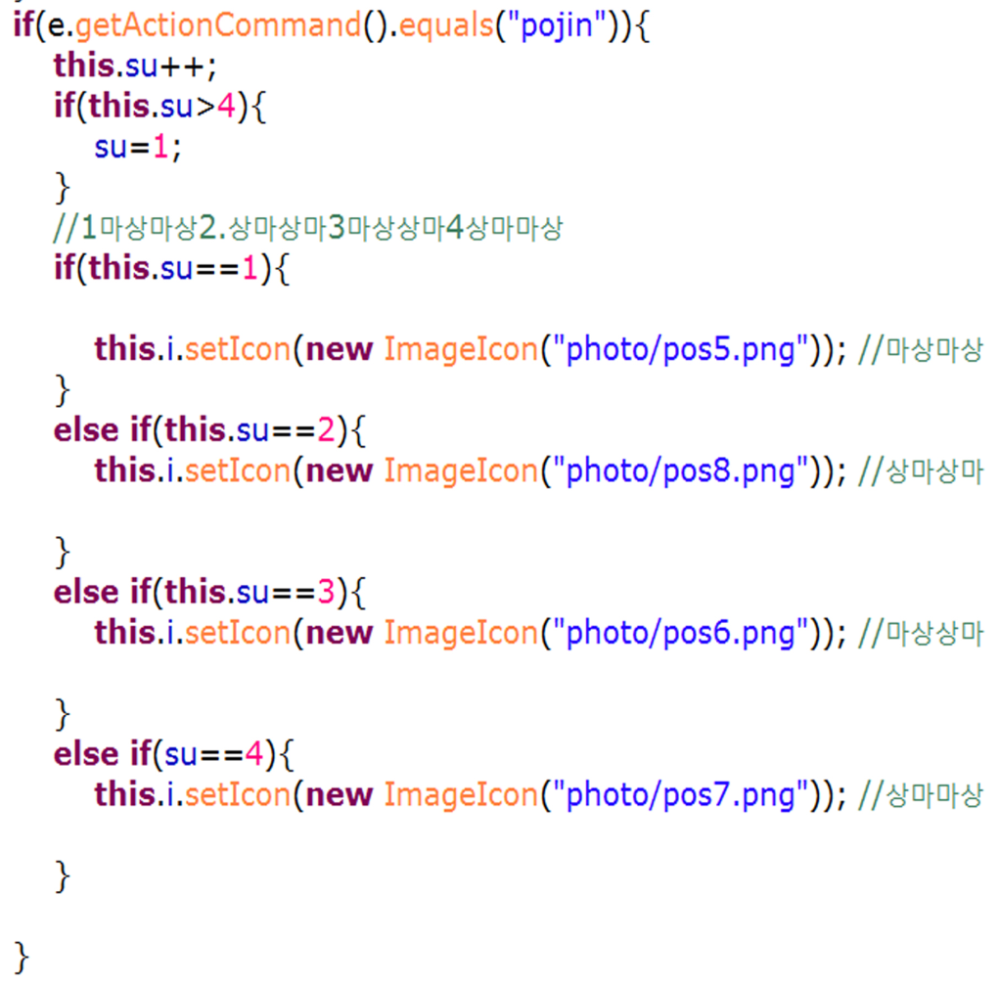 if(e.getActionCommand().equals("pojin")){
this.su++;
if(this.su>4){
su=1;
}
//1마상마상2.상마상마3마상상마4상마마상
if(this.su==1){
this.i.setIcon(new ImageIcon("photo/pos5.png")); //마상마상
}
else if(this.su==2){
this.i.setIcon(new ImageIcon("photo/pos8.png")); //상마상마
}
else if(this.su==3){
this.i.setIcon(new ImageIcon("photo/pos6.png")); //마상상마
}
else if(su==4){
this.i.setIcon(new ImageIcon("photo/pos7.png")); //상마마상
}
}